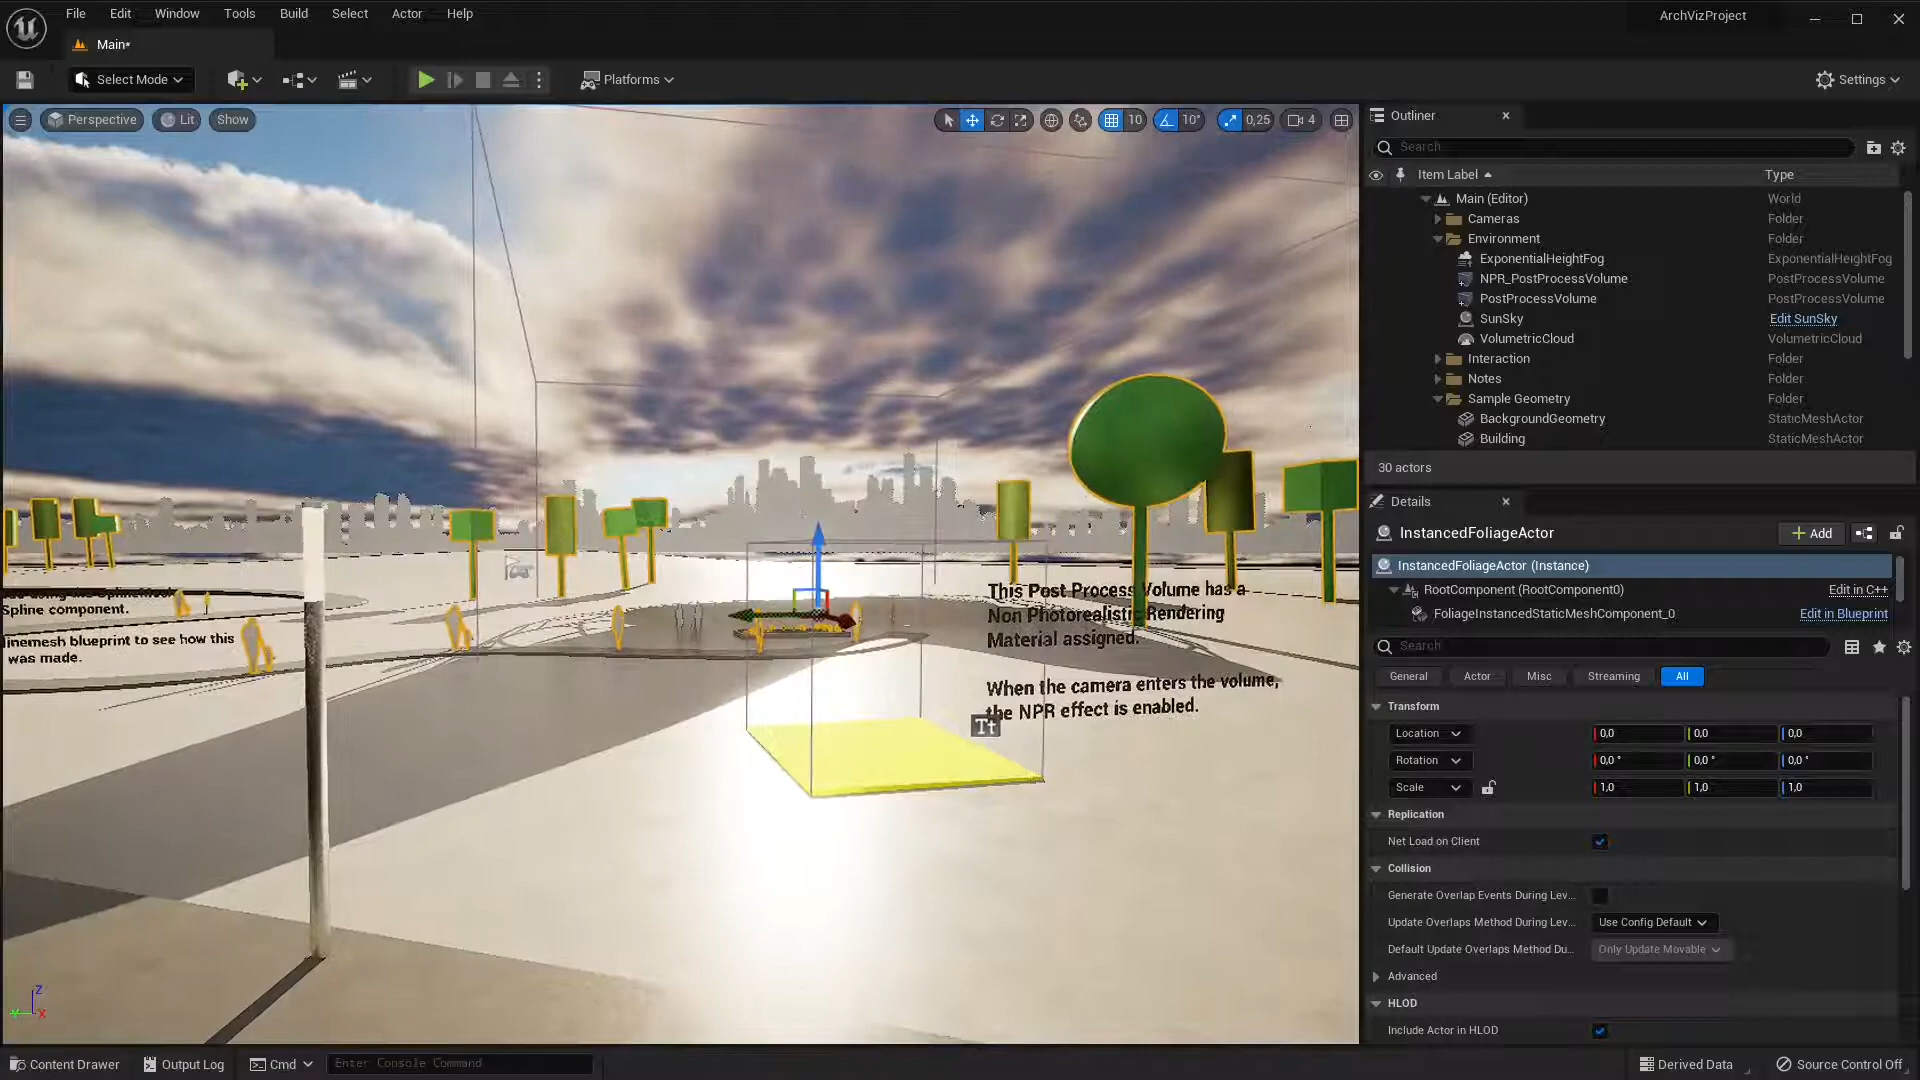 File Edit Window Tools Build Select Actor Help
ArchVizProject
Main*
Select Mode
Platforms
Settings
Perspective Lit Show
10 10° 0,25 4
Spline component.
inemesh blueprint to see how this
was made.
This Post Process Volume has a
Non Photorealistic Rendering
Material assigned.
When the camera enters the volume,
the NPR effect is enabled.
Tt
Z
X
Outliner
Search
Item Label Type
Main (Editor) World
Cameras Folder
Environment Folder
ExponentialHeightFog ExponentialHeightFog
NPR_PostProcessVolume PostProcessVolume
PostProcessVolume PostProcessVolume
SunSky Edit SunSky
VolumetricCloud VolumetricCloud
Interaction Folder
Notes Folder
Sample Geometry Folder
BackgroundGeometry StaticMeshActor
Building StaticMeshActor
30 actors
Details
InstancedFoliageActor
Add
InstancedFoliageActor (Instance)
RootComponent (RootComponent0) Edit in C++
FoliageInstancedStaticMeshComponent_0 Edit in Blueprint
Search
General Actor Misc Streaming All
Transform
Location 0,0 0,0 0,0
Rotation 0,0 ° 0,0 ° 0,0 °
Scale 1,0 1,0 1,0
Replication
Net Load on Client
Collision
Generate Overlap Events During Lev...
Update Overlaps Method During Lev... Use Config Default
Default Update Overlaps Method Du... Only Update Movable
Advanced
HLOD
Include Actor in HLOD
Content Drawer Output Log Cmd Enter Console Command
Derived Data Source Control Off